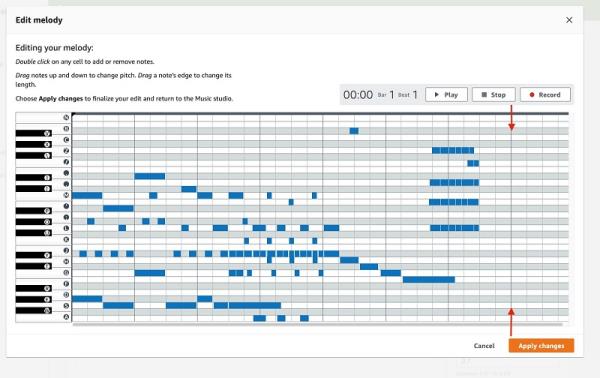 Edit melody
Editing your melody:
Double click on any cell to add or remove notes.
Drag notes up and down to change pitch. Drag a note's edge to change its
length.
Choose Apply changes to finalize your edit and return to the Music studio.
00:00 Bar 1 Beat 1 Play Stop Record
Cancel Apply changes